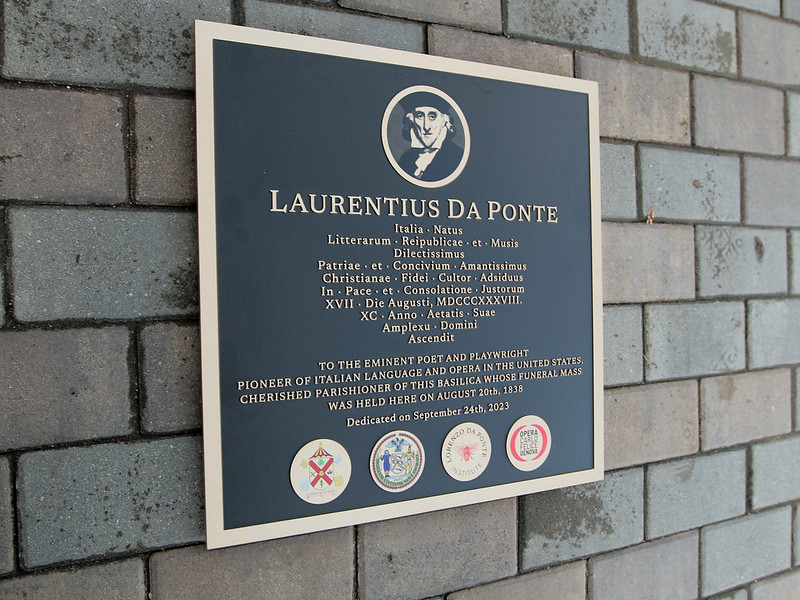 LAURENTIUS DA PONTE
Italia · Natus
Litterarum · Reipublicae · et · Musis
Dilectissimus
Patriae · et · Concivium · Amantissimus
Christianae · Fidei · Cultor · Adsiduus
In · Pace · et · Consolatione · Justorum
XVII · Die Augusti, MDCCCXXXVIII.
XC · Anno · Aetatis · Suae
Amplexu · Domini
Ascendit
TO THE EMINENT POET AND PLAYWRIGHT
PIONEER OF ITALIAN LANGUAGE AND OPERA IN THE UNITED STATES,
CHERISHED PARISHIONER OF THIS BASILICA WHOSE FUNERAL MASS
WAS HELD HERE ON AUGUST 20th, 1838
Dedicated on September 24th, 2023
LORENZO DA PONTE
INSTITUTE
OPERA
CARLO
FELICE
GENOVA